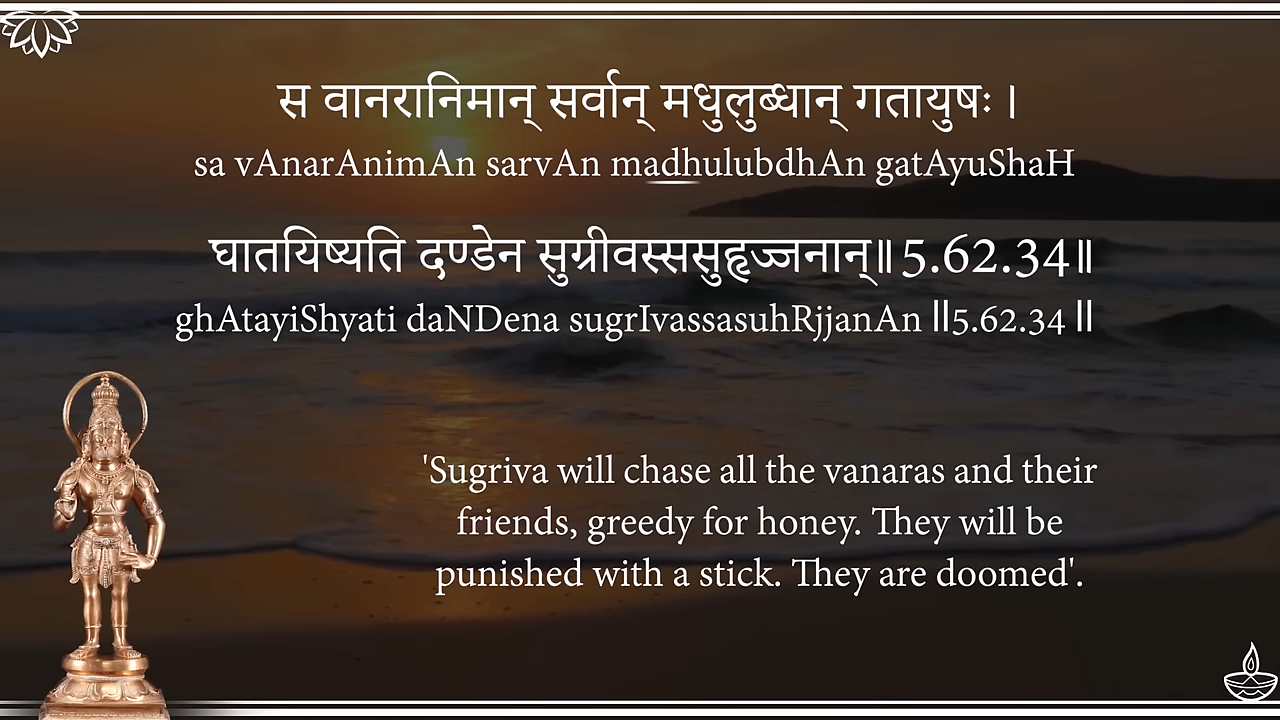 स वानरानिमान् सर्वान् मधुलुब्धान् गतायुषः ।
sa vAnarAnimAn sarvAn madhulubdhAn gatAyuShaH
घातयिष्यति दण्डेन सुग्रीवस्ससुहृज्जनान्॥5.62.34॥
ghAtayiShyati daNDena sugrIvassasuhRjjanAn ॥5.62.34 ॥
'Sugriva will chase all the vanaras and their
friends, greedy for honey. They will be
punished with a stick. They are doomed'.